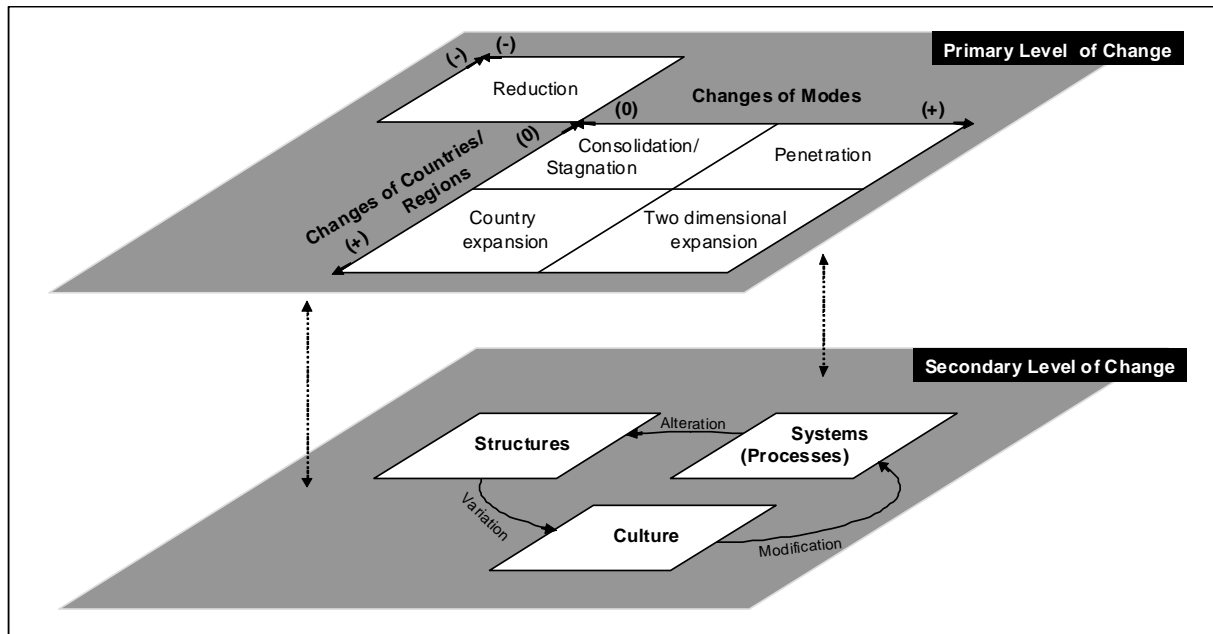 Primary Level of Change
(-)
(-)
Reduction
Changes of Modes
(0)
(+)
(0)
Consolidation/
Stagnation
Penetration
Changes of Countries/
Regions
(+)
Country
expansion
Two dimensional
expansion
Secondary Level of Change
Structures
Alteration
Systems
(Processes)
Variation
Culture
Modification